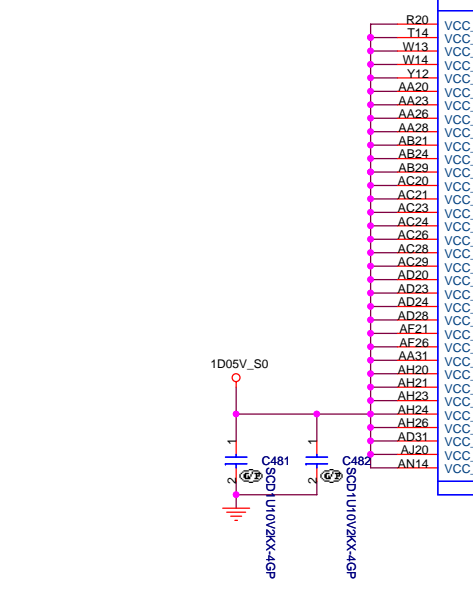 R20 VCC_
T14 VCC_
W13 VCC_
W14 VCC_
Y12 VCC_
AA20 VCC_
AA23 VCC_
AA26 VCC_
AA28 VCC_
AB21 VCC_
AB24 VCC_
AB29 VCC_
AC20 VCC_
AC21 VCC_
AC23 VCC_
AC24 VCC_
AC26 VCC_
AC28 VCC_
AC29 VCC_
AD20 VCC_
AD23 VCC_
AD24 VCC_
AD28 VCC_
AF21 VCC_
AF26 VCC_
AA31 VCC_
AH20 VCC_
AH21 VCC_
AH23 VCC_
AH24 VCC_
AH26 VCC_
AD31 VCC_
AJ20 VCC_
AN14 VCC_
1D05V_S0
1
2
C481
SCD1U10V2KX-4GP
1
2
C482
SCD1U10V2KX-4GP